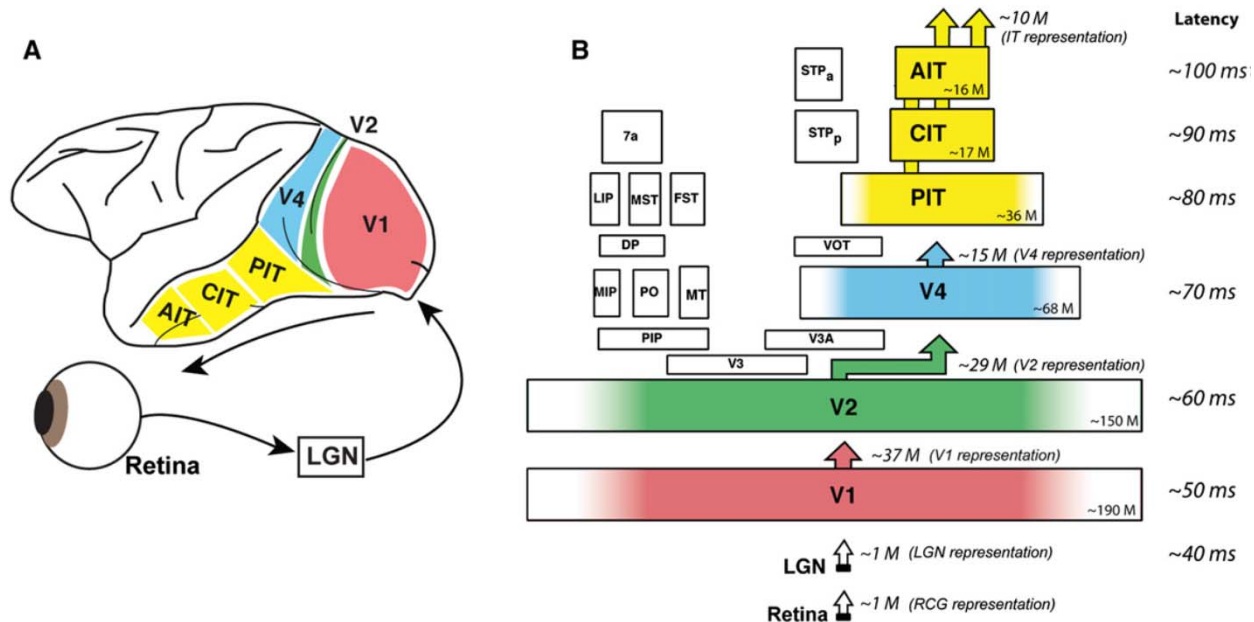 A
V2
V4
V1
PIT
CIT
AIT
Retina
LGN
B
Latency
~10 M
(IT representation)
STPa
AIT
~16 M
~100 ms
7a
STPp
CIT
~17 M
~90 ms
LIP
MST
FST
PIT
~36 M
~80 ms
DP
VOT
~15 M (V4 representation)
MIP
PO
MT
V4
~68 M
~70 ms
PIP
V3A
V3
~29 M (V2 representation)
V2
~150 M
~60 ms
~37 M (V1 representation)
V1
~190 M
~50 ms
LGN
~1 M (LGN representation)
~40 ms
Retina
~1 M (RCG representation)